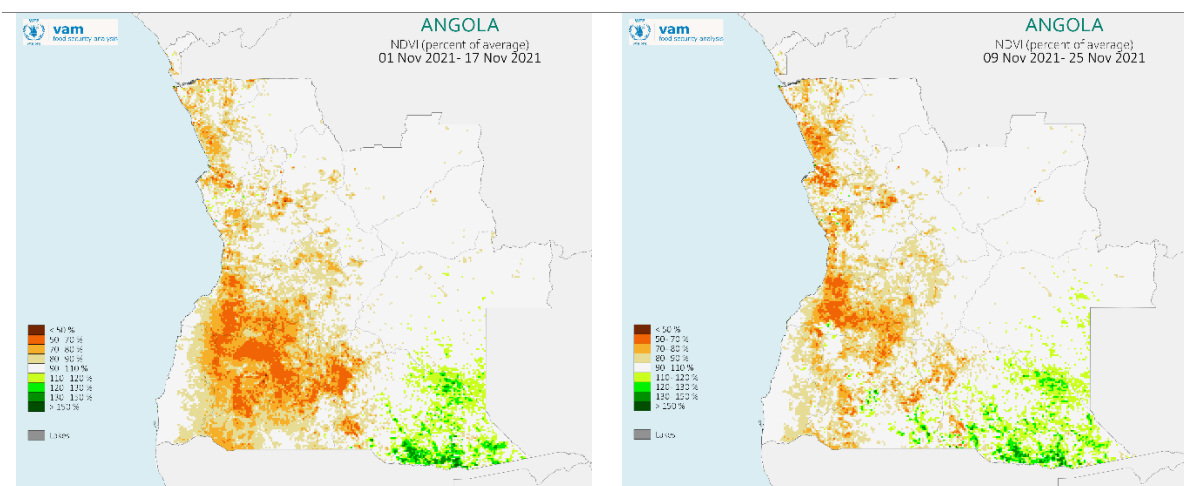 vam
food security analysis
ANGOLA
NDVI (percent of average)
01 Nov 2021- 17 Nov 2021
< 50 %
50- 70 %
70- 80 %
80- 90 %
90- 110 %
110- 120 %
120- 130 %
130- 150 %
> 150 %
Lakes
vam
food security analysis
ANGOLA
NDVI (percent of average)
09 Nov 2021- 25 Nov 2021
< 50 %
50- 70 %
70- 80 %
80- 90 %
90- 110 %
110- 120 %
120- 130 %
130- 150 %
> 150 %
Lakes